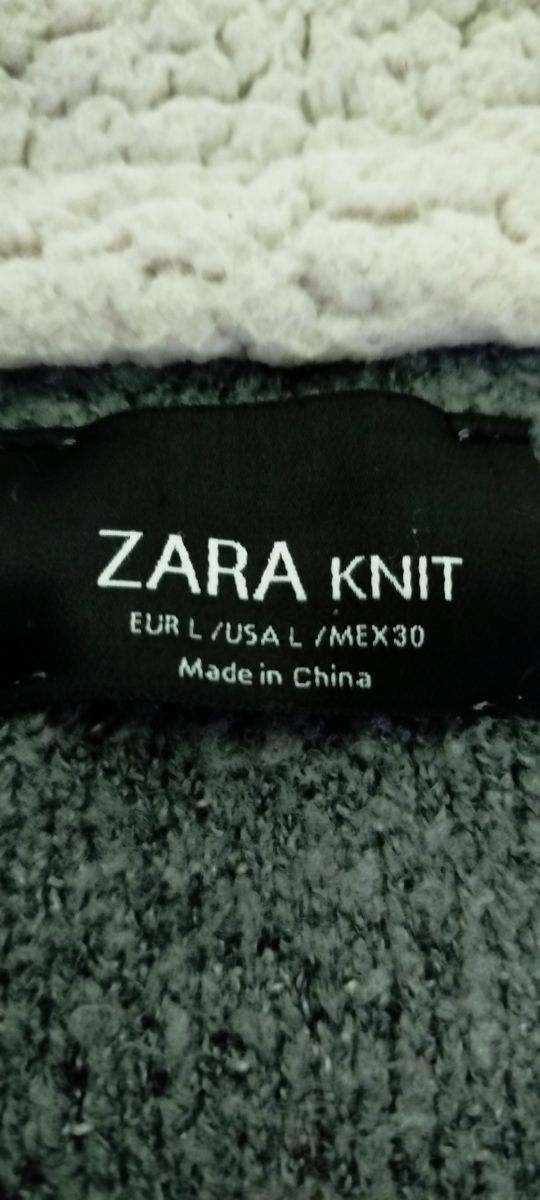 ZARA KNIT
EUR L /USA L /MEX30
Made in China